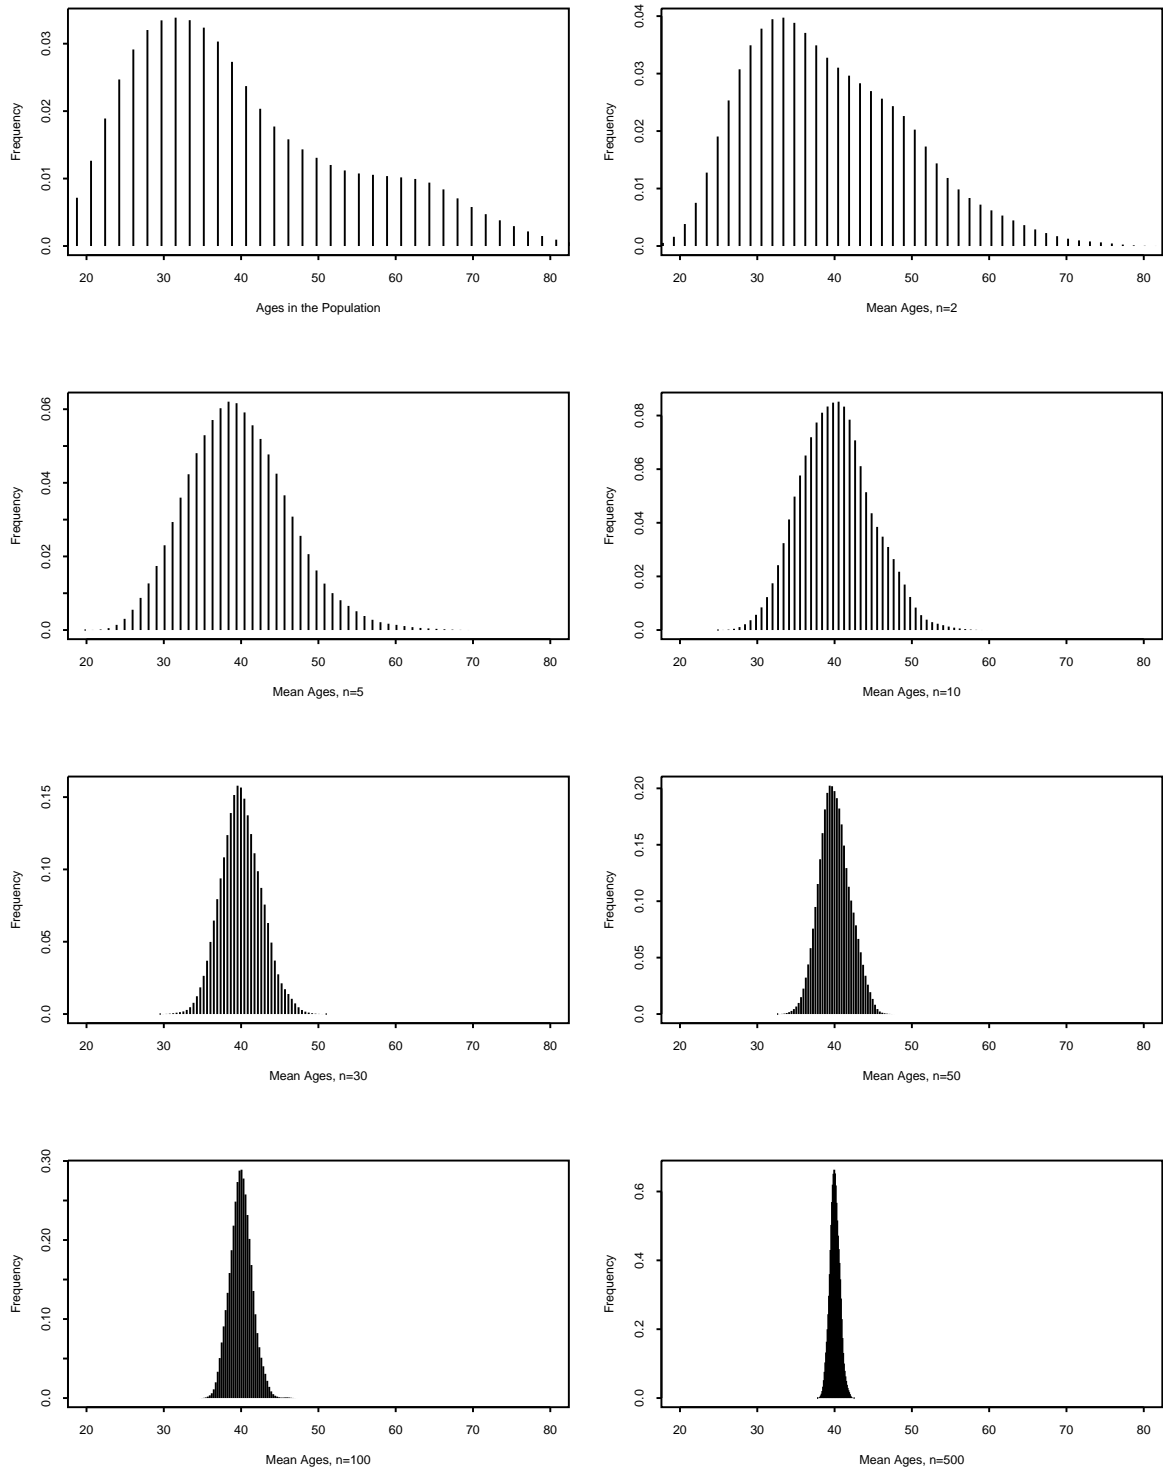 Frequency
0.0 0.01 0.02 0.03
20 30 40 50 60 70 80
Ages in the Population
Frequency
0.0 0.01 0.02 0.03 0.04
20 30 40 50 60 70 80
Mean Ages, n=2
Frequency
0.0 0.02 0.04 0.06
20 30 40 50 60 70 80
Mean Ages, n=5
Frequency
0.0 0.02 0.04 0.06 0.08
20 30 40 50 60 70 80
Mean Ages, n=10
Frequency
0.0 0.05 0.10 0.15
20 30 40 50 60 70 80
Mean Ages, n=30
Frequency
0.0 0.05 0.10 0.15 0.20
20 30 40 50 60 70 80
Mean Ages, n=50
Frequency
0.0 0.10 0.20 0.30
20 30 40 50 60 70 80
Mean Ages, n=100
Frequency
0.0 0.2 0.4 0.6
20 30 40 50 60 70 80
Mean Ages, n=500